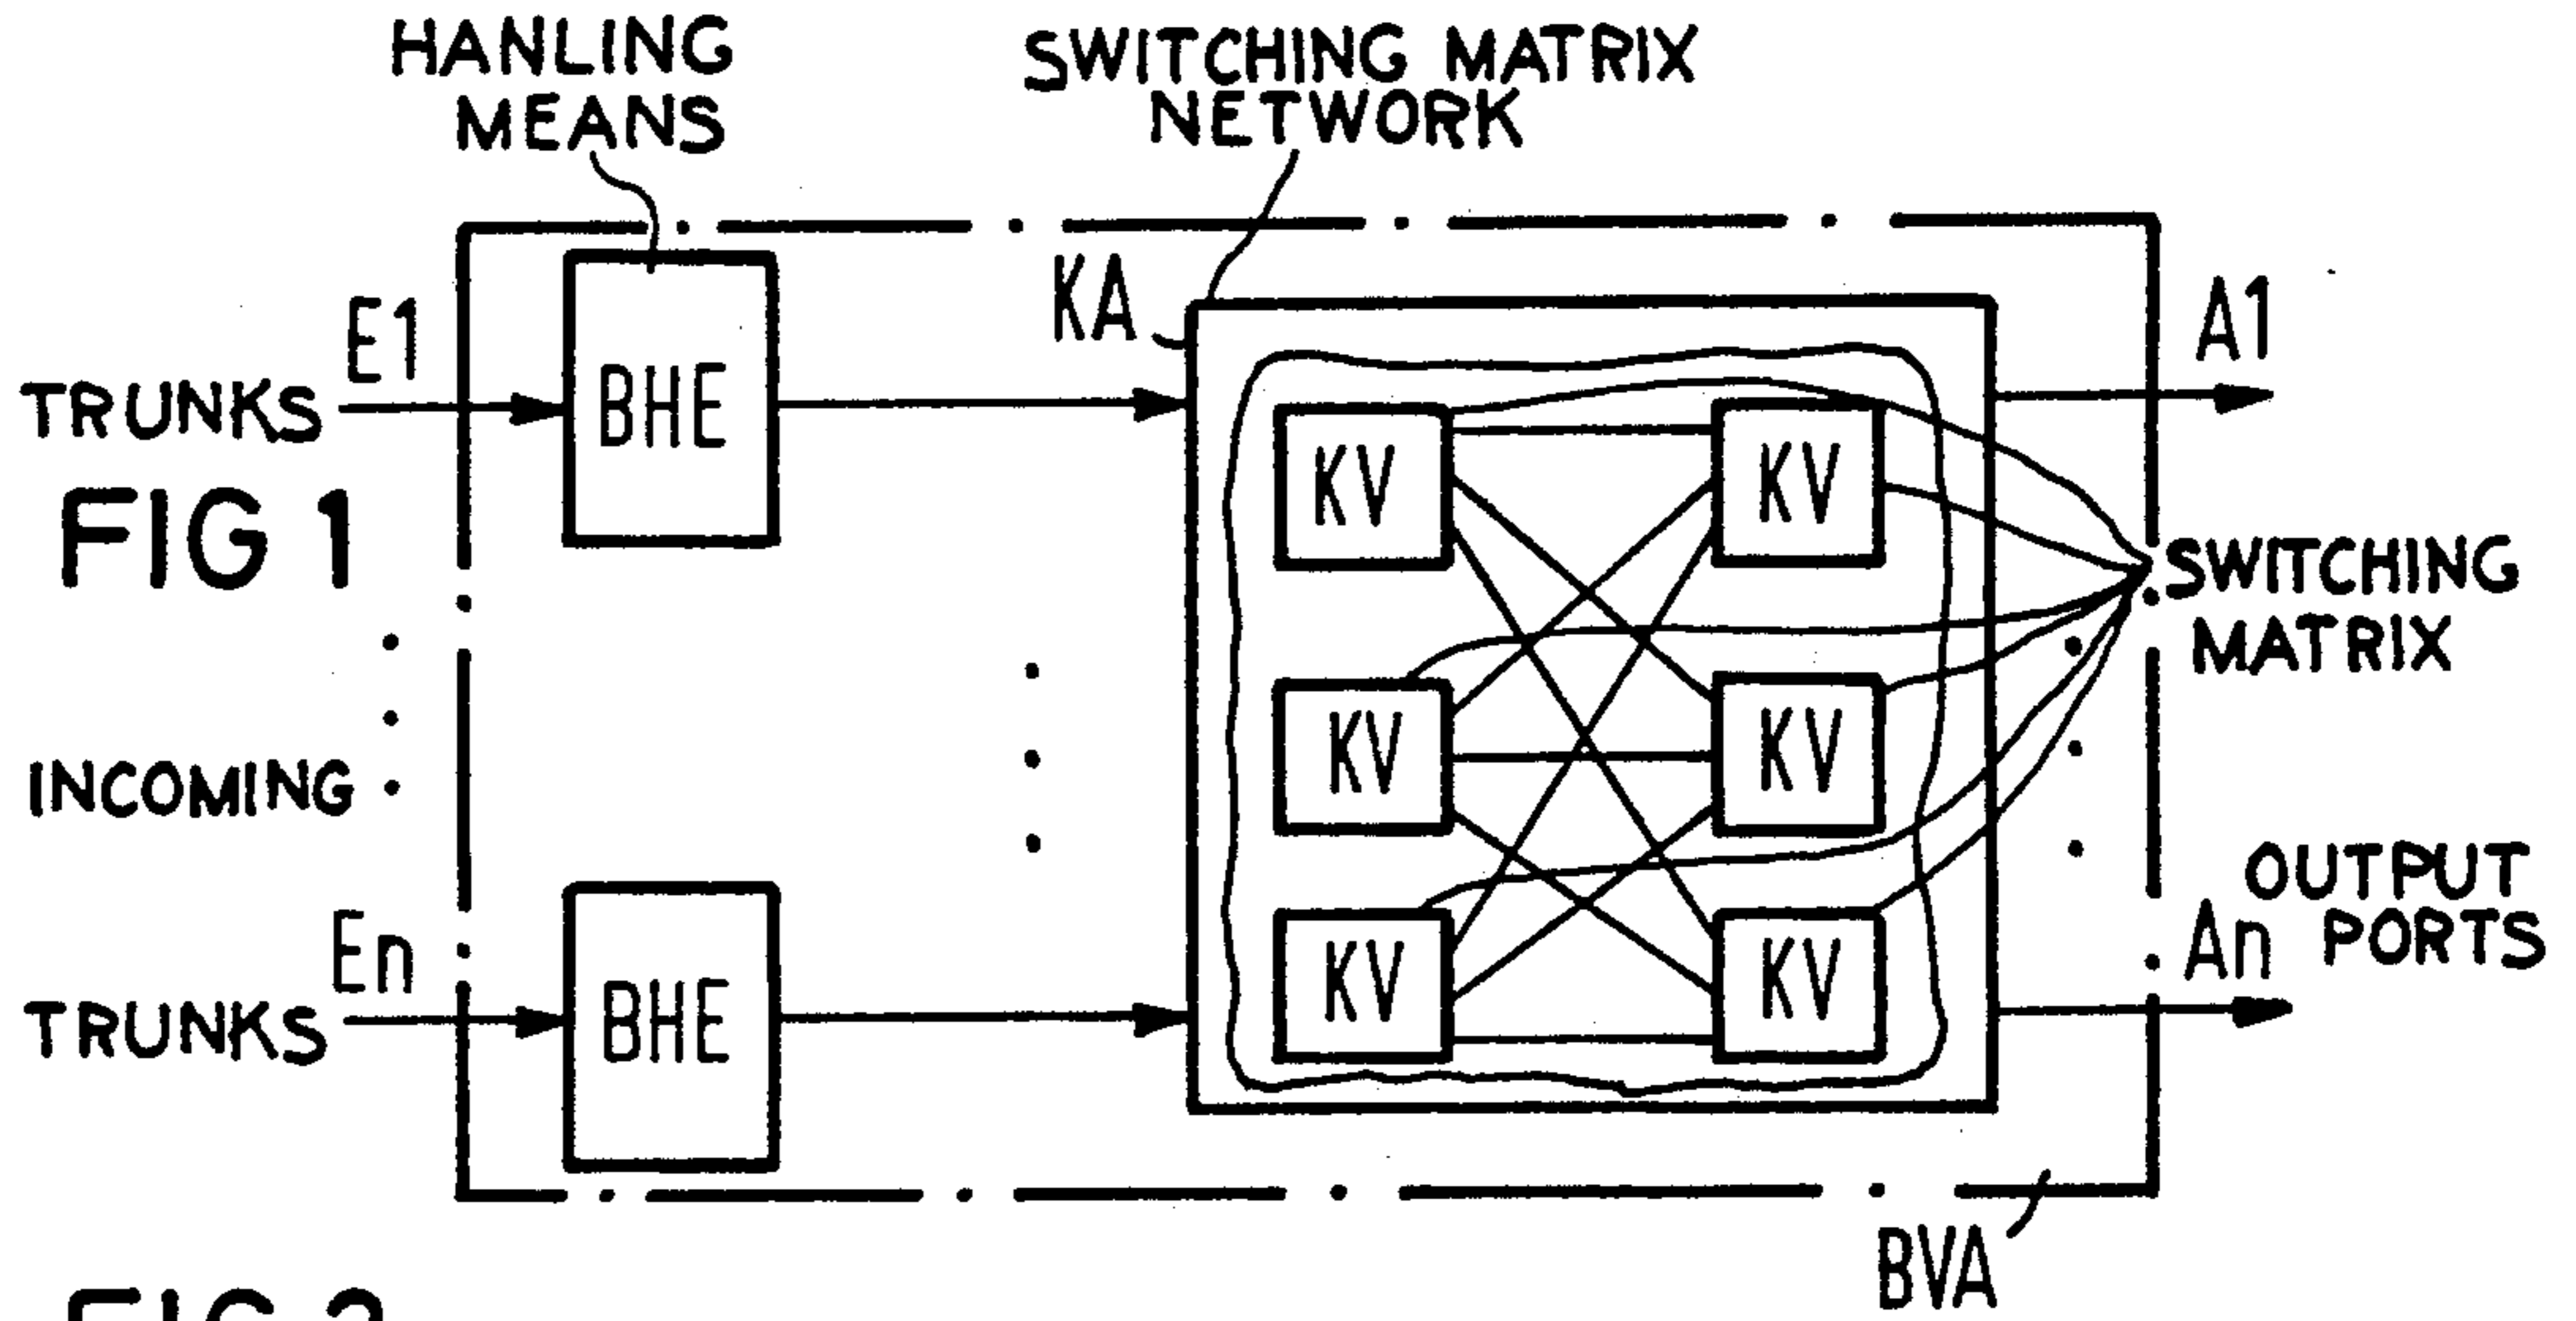 HANLING
MEANS
SWITCHING MATRIX
NETWORK
E1
KA
A1
TRUNKS
BHE
KV
KV
FIG 1
SWITCHING
MATRIX
KV
KV
INCOMING
OUTPUT
PORTS
En
An
TRUNKS
BHE
KV
KV
BVA